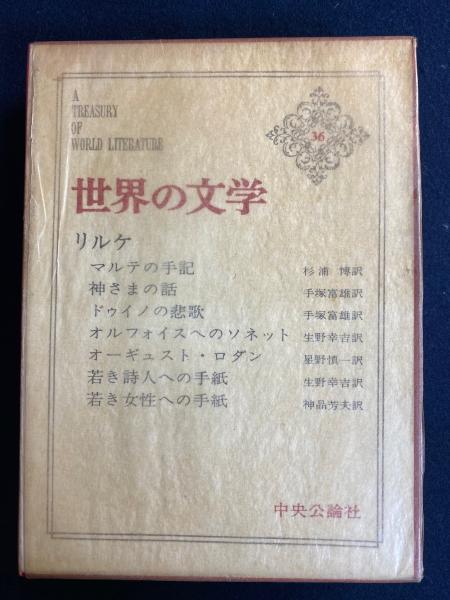 A
TREASURY
OF
WORLD LITERATURE
36
世界の文学
リルケ
マルテの手記 杉浦博訳
神さまの話 手塚富雄訳
ドゥイノの悲歌 手塚富雄訳
オルフォイスへのソネット 生野幸吉訳
オーギュスト・ロダン 星野慎一訳
若き詩人への手紙 生野幸吉訳
若き女性への手紙 神品芳夫訳
中央公論社